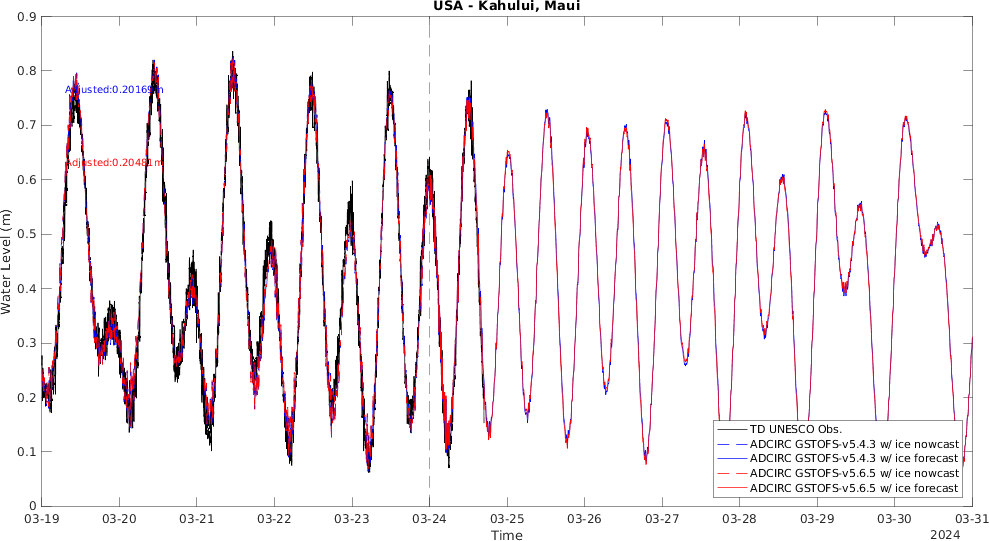 USA - Kahului, Maui
0.9
0.8
0.7
0.6
0.5
0.4
0.3
0.2
0.1
0
Water Level (m)
Adjusted:0.20169m
Adjusted:0.20481m
TD UNESCO Obs.
ADCIRC GSTOFS-v5.4.3 w/ ice nowcast
ADCIRC GSTOFS-v5.4.3 w/ ice forecast
ADCIRC GSTOFS-v5.6.5 w/ ice nowcast
ADCIRC GSTOFS-v5.6.5 w/ ice forecast
03-19 03-20 03-21 03-22 03-23 03-24 03-25 03-26 03-27 03-28 03-29 03-30 03-31
Time
2024